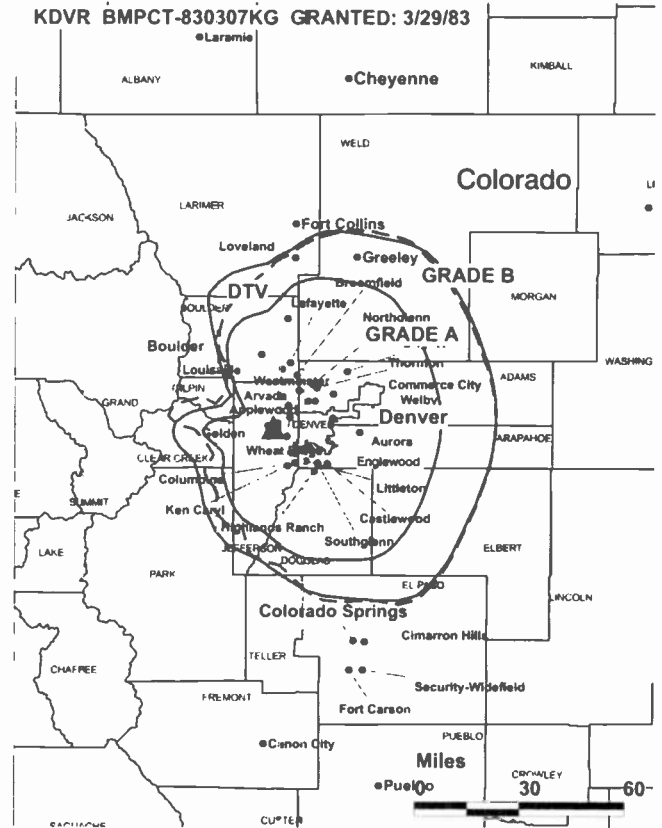 KDVR BMPCT-830307KG GRANTED: 3/29/83
Laramie
KIMBALL
ALBANY
Cheyenne
WELD
Colorado
LARIMER
JACKSON
Fort Collins
Loveland
Greeley
GRADE B
Broomfield
DTV
MORGAN
Lafayette
BOULDER
Northglenn
GRADE A
Boulder
WASHING
Thornton
Louisville
ADAMS
Westminster
Commerce City
GILPIN
Arvada
Welby
GRAND
Applewood
Denver
DENVE
Golden
Aurora
ARAPAHOE
Wheat
CLEAR CREEK
Englewood
Columbine
Littleton
SUMMIT
Ken Caryl
Castlewood
Highlands Ranch
Southglenn
LAKE
JEFFERSON
ELBERT
DOUGLAS
PARK
EL PASO
LINCOLN
Colorado Springs
Cimarron Hills
TELLER
CHAFFEE
Security-Widefield
FREMONT
Fort Carson
PUEBLO
Canon City
Miles
CROWLEY
Pueblo
0 30 60
CUSTER
SAGUACHE